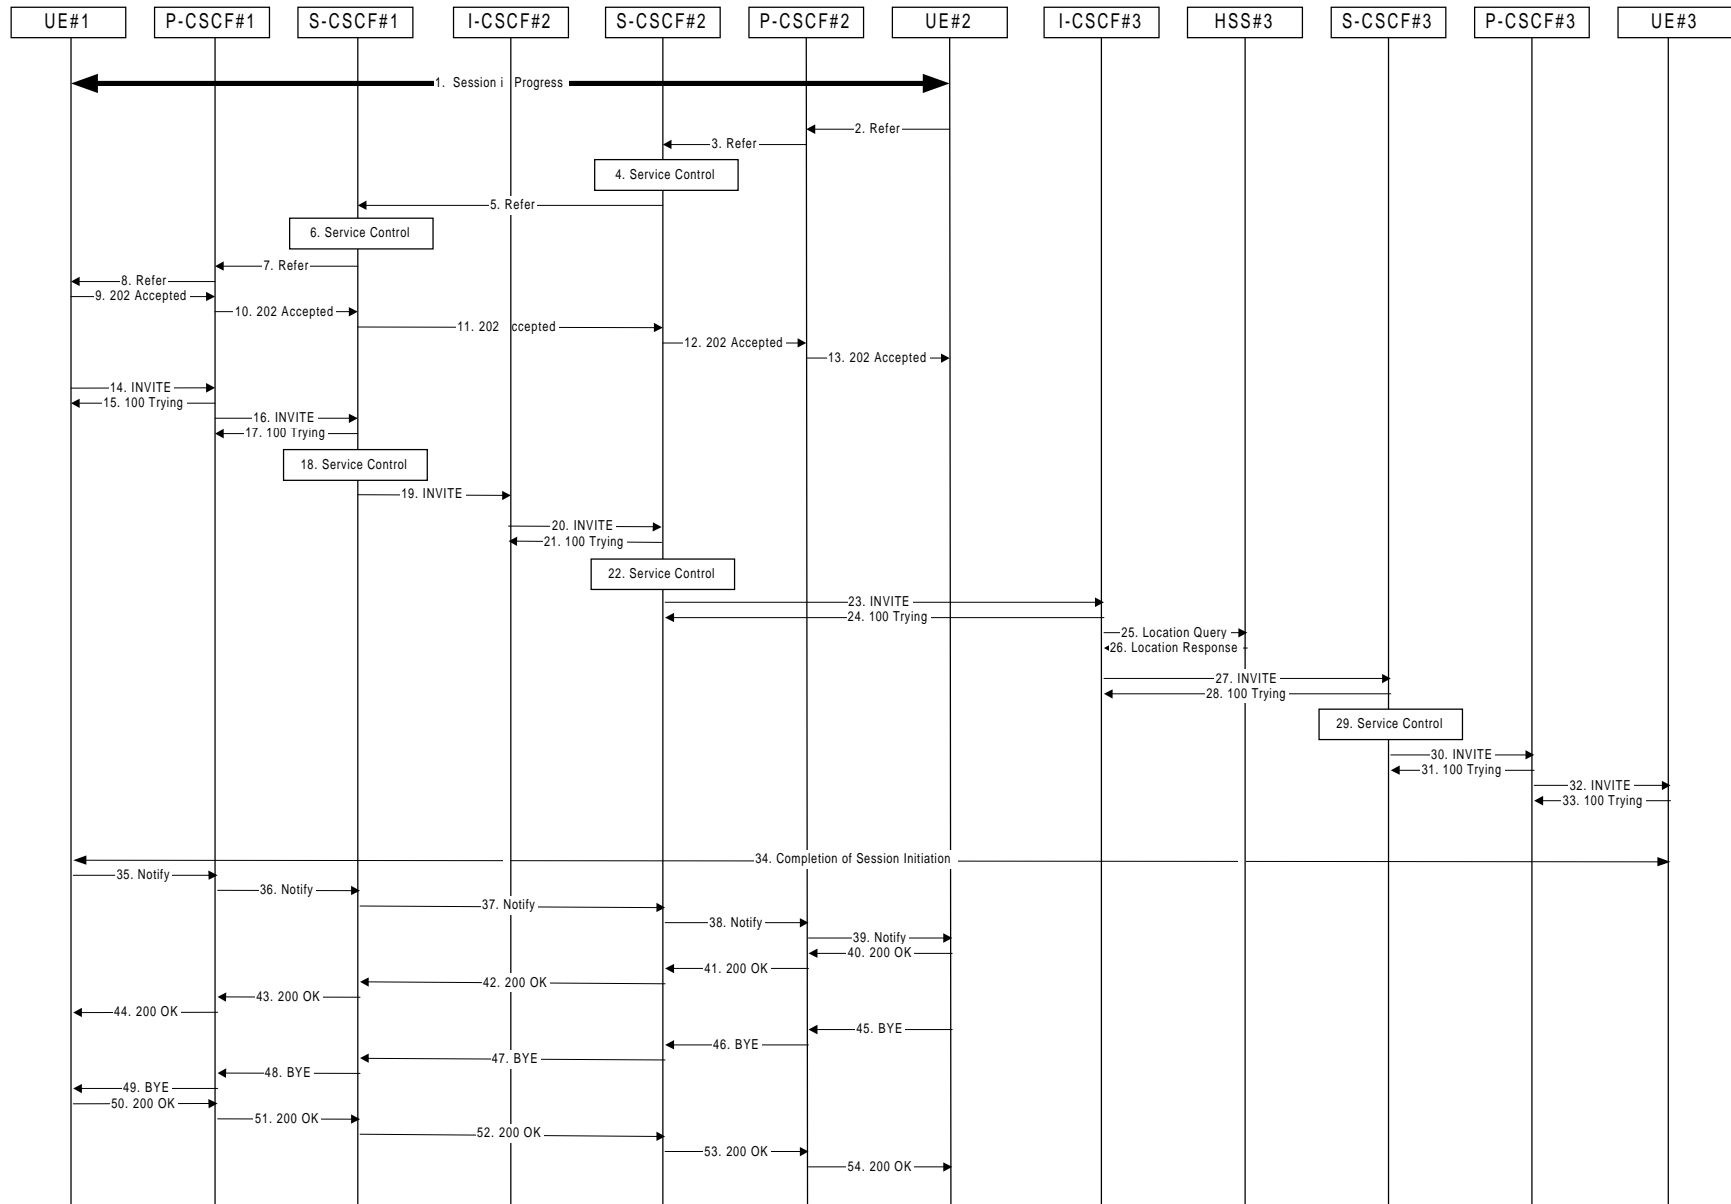 UE#1
P-CSCF#1
S-CSCF#1
I-CSCF#2
S-CSCF#2
P-CSCF#2
UE#2
I-CSCF#3
HSS#3
S-CSCF#3
P-CSCF#3
UE#3
1. Session i Progress
2. Refer
3. Refer
4. Service Control
5. Refer
6. Service Control
7. Refer
8. Refer
9. 202 Accepted
10. 202 Accepted
11. 202 ccepted
12. 202 Accepted
13. 202 Accepted
14. INVITE
15. 100 Trying
16. INVITE
17. 100 Trying
18. Service Control
19. INVITE
20. INVITE
21. 100 Trying
22. Service Control
23. INVITE
24. 100 Trying
25. Location Query
26. Location Response
27. INVITE
28. 100 Trying
29. Service Control
30. INVITE
31. 100 Trying
32. INVITE
33. 100 Trying
34. Completion of Session Initiation
35. Notify
36. Notify
37. Notify
38. Notify
39. Notify
40. 200 OK
41. 200 OK
42. 200 OK
43. 200 OK
44. 200 OK
45. BYE
46. BYE
47. BYE
48. BYE
49. BYE
50. 200 OK
51. 200 OK
52. 200 OK
53. 200 OK
54. 200 OK